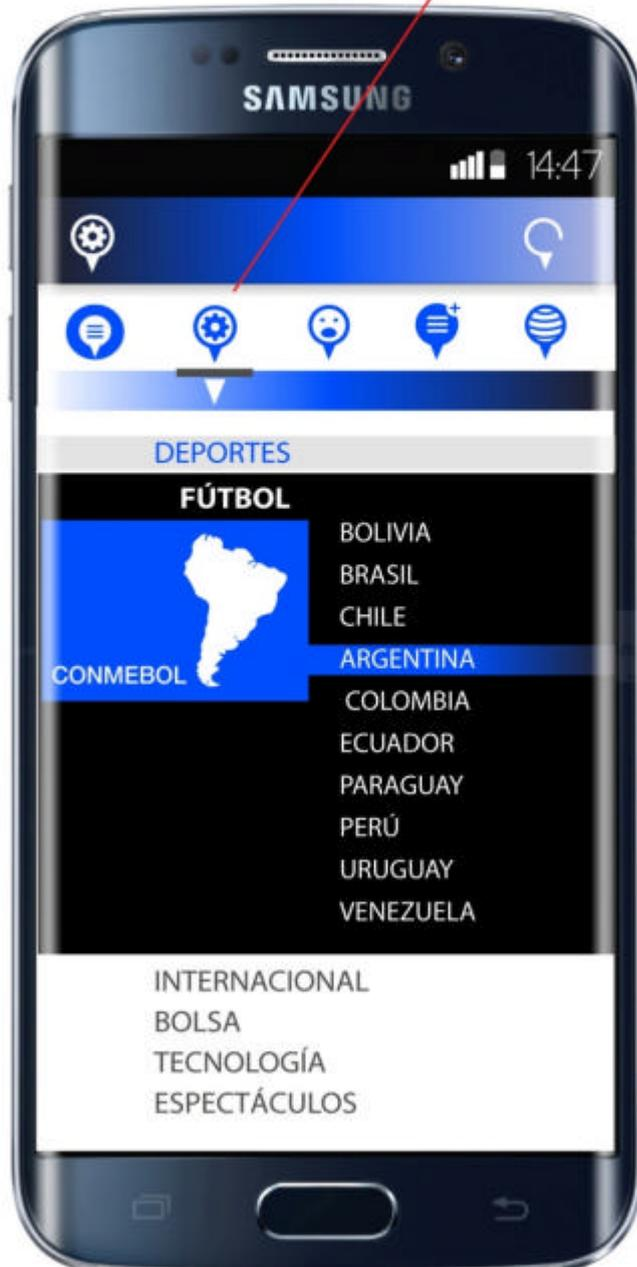 SAMSUNG
14:47
DEPORTES
FÚTBOL
CONMEBOL
BOLIVIA
BRASIL
CHILE
ARGENTINA
COLOMBIA
ECUADOR
PARAGUAY
PERÚ
URUGUAY
VENEZUELA
INTERNACIONAL
BOLSA
TECNOLOGÍA
ESPECTÁCULOS